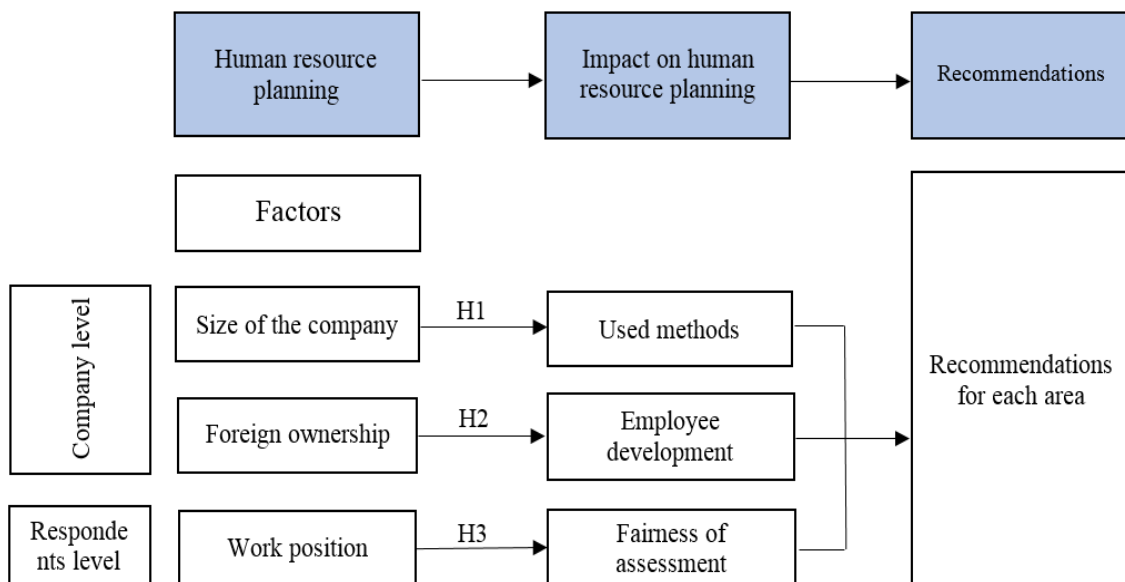 Human resource
planning
Impact on human
resource planning
Recommendations
Factors
Company level
Size of the company
H1
Used methods
Recommendations
for each area
Foreign ownership
H2
Employee
development
Responde
nts level
Work position
H3
Fairness of
assessment